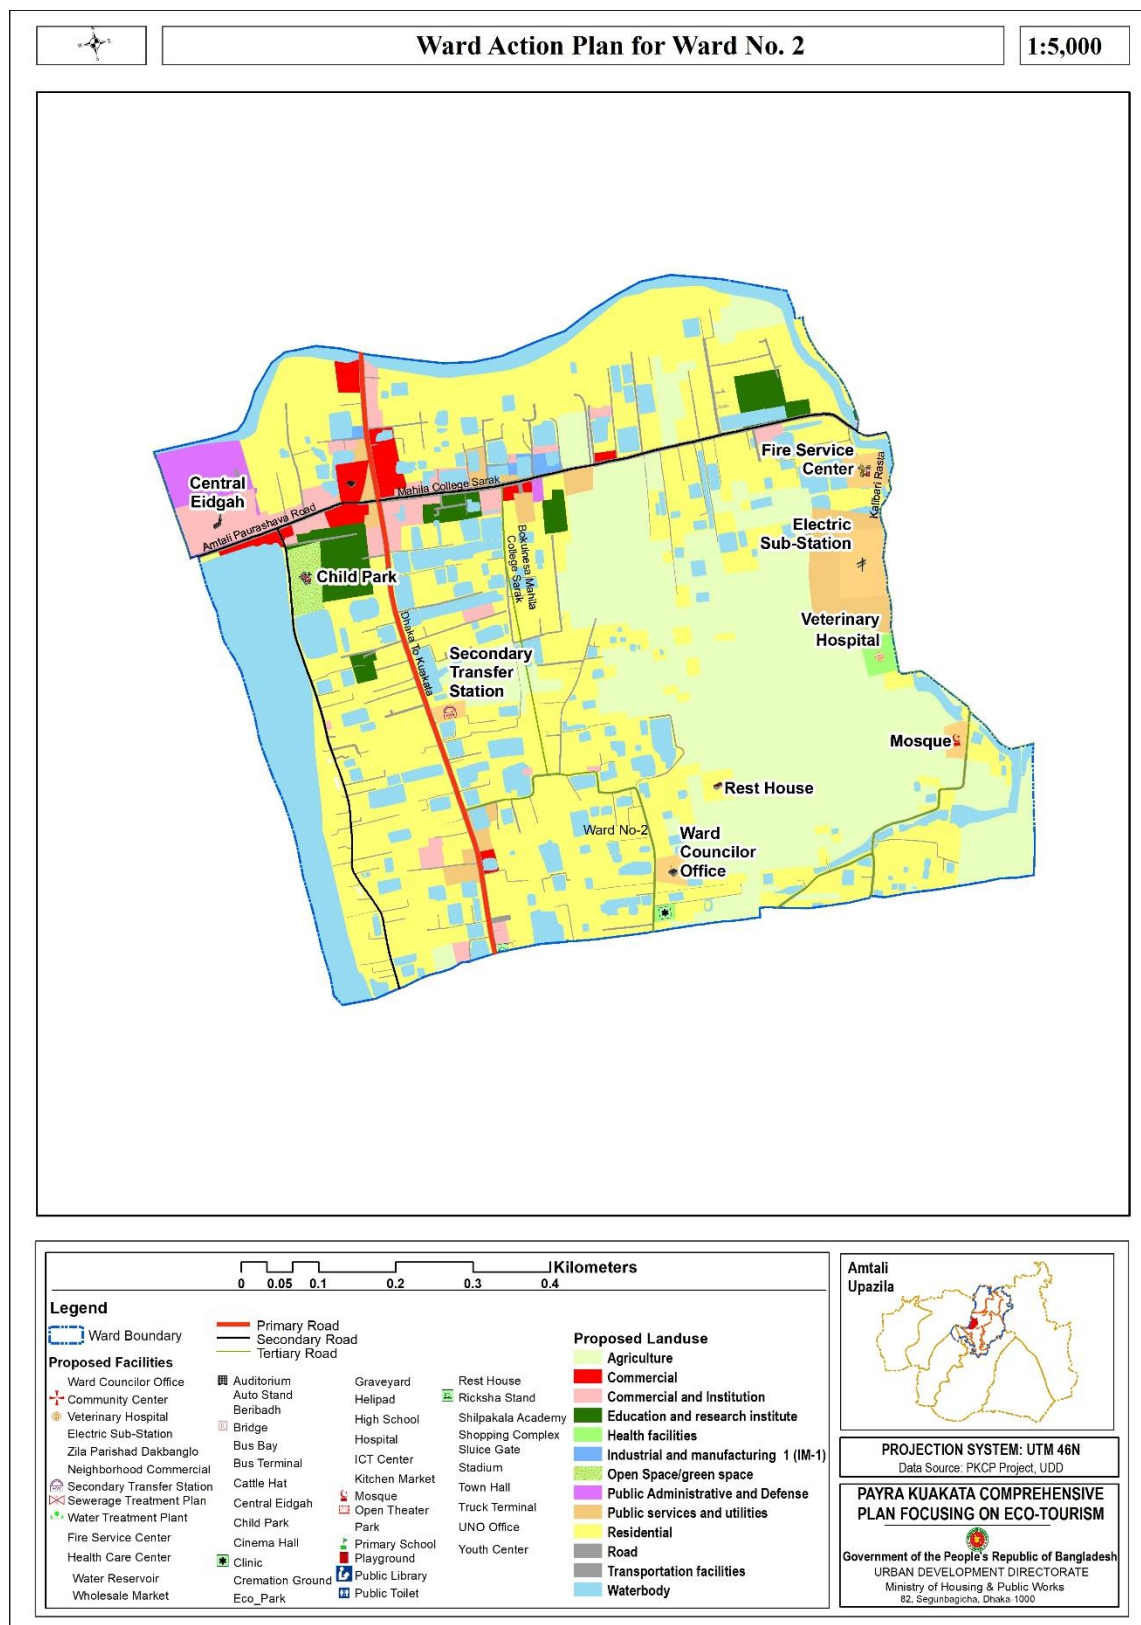 Ward Action Plan for Ward No. 2
1:5,000
Fire Service
Center
Kalibari Rasta
Central
Eidgah
Mahila College Sarak
Amtali Paurashava Road
Electric
Sub-Station
Bokulnesa Mahila
College Sarak
Child Park
Dhaka To Kuakata
Veterinary
Hospital
Secondary
Transfer
Station
Mosque
Rest House
Ward No-2
Ward
Councilor
Office
Kilometers
0 0.05 0.1 0.2 0.3 0.4
Legend
Ward Boundary
Primary Road
Secondary Road
Tertiary Road
Proposed Facilities
Ward Councilor Office
Community Center
Veterinary Hospital
Electric Sub-Station
Zila Parishad Dakbanglo
Neighborhood Commercial
Secondary Transfer Station
Sewerage Treatment Plan
Water Treatment Plant
Fire Service Center
Health Care Center
Water Reservoir
Wholesale Market
Auditorium
Auto Stand
Beribadh
Bridge
Bus Bay
Bus Terminal
Cattle Hat
Central Eidgah
Child Park
Cinema Hall
Clinic
Cremation Ground
Eco_Park
Graveyard
Helipad
High School
Hospital
ICT Center
Kitchen Market
Mosque
Open Theater
Park
Primary School
Playground
Public Library
Public Toilet
Rest House
Ricksha Stand
Shilpakala Academy
Shopping Complex
Sluice Gate
Stadium
Town Hall
Truck Terminal
UNO Office
Youth Center
Proposed Landuse
Agriculture
Commercial
Commercial and Institution
Education and research institute
Health facilities
Industrial and manufacturing 1 (IM-1)
Open Space/green space
Public Administrative and Defense
Public services and utilities
Residential
Road
Transportation facilities
Waterbody
Amtali
Upazila
PROJECTION SYSTEM: UTM 46N
Data Source: PKCP Project, UDD
PAYRA KUAKATA COMPREHENSIVE
PLAN FOCUSING ON ECO-TOURISM
Government of the People's Republic of Bangladesh
URBAN DEVELOPMENT DIRECTORATE
Ministry of Housing & Public Works
82, Segunbagicha, Dhaka-1000